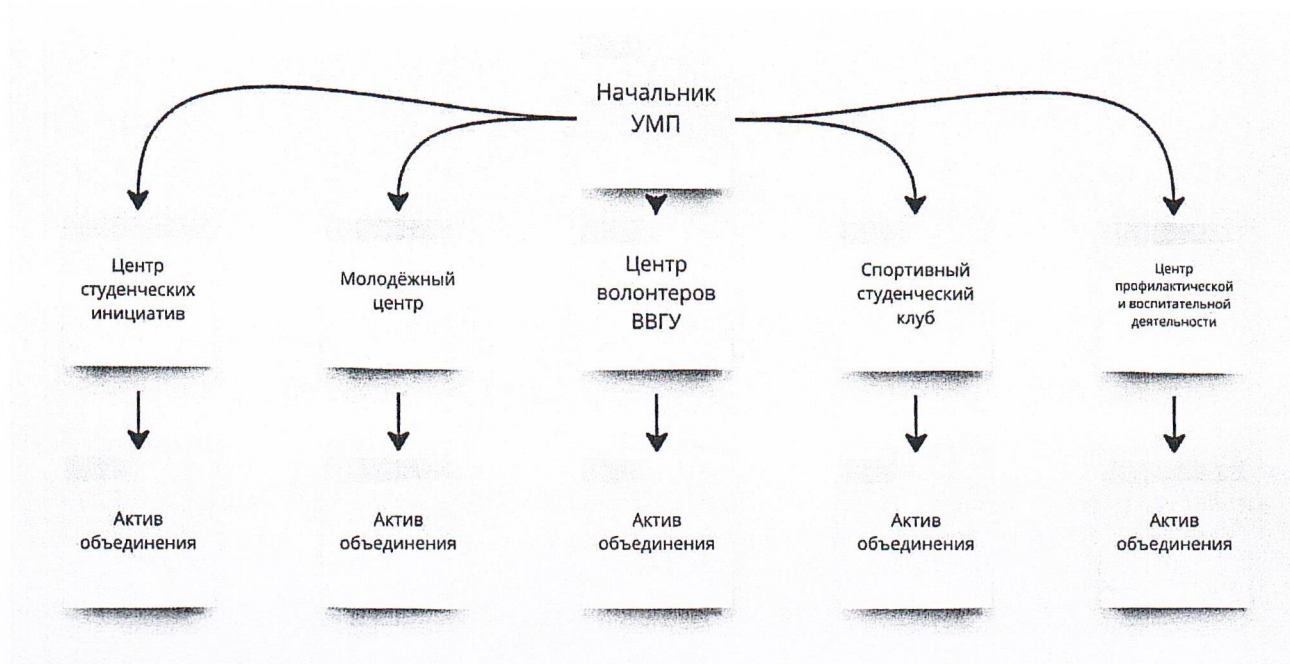 Начальник
УМП
Центр
студенческих
инициатив
Молодёжный
центр
Центр
волонтеров
ВВГУ
Спортивный
студенческий
клуб
Центр
профилактической
и воспитательной
деятельности
Актив
объединения
Актив
объединения
Актив
объединения
Актив
объединения
Актив
объединения